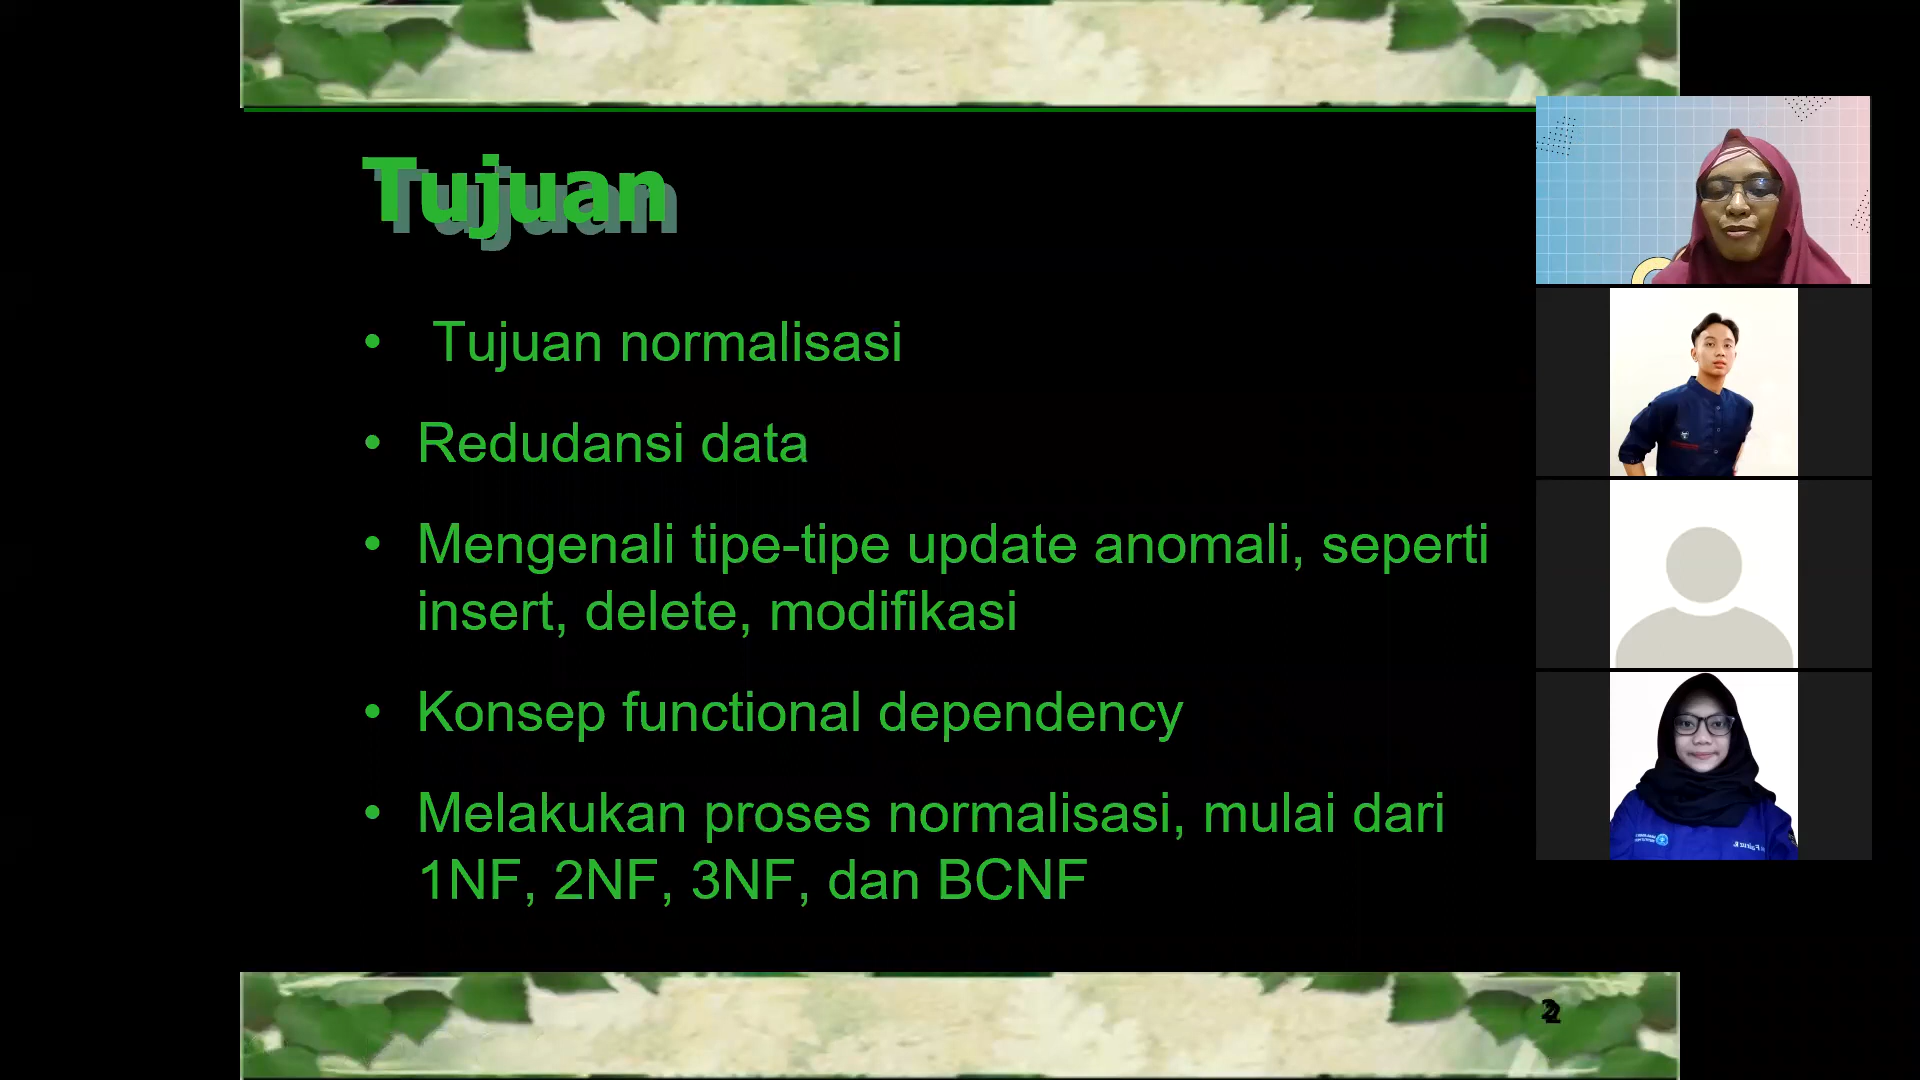 Tujuan
• Tujuan normalisasi
• Redudansi data
• Mengenali tipe-tipe update anomali, seperti
insert, delete, modifikasi
• Konsep functional dependency
• Melakukan proses normalisasi, mulai dari
1NF, 2NF, 3NF, dan BCNF